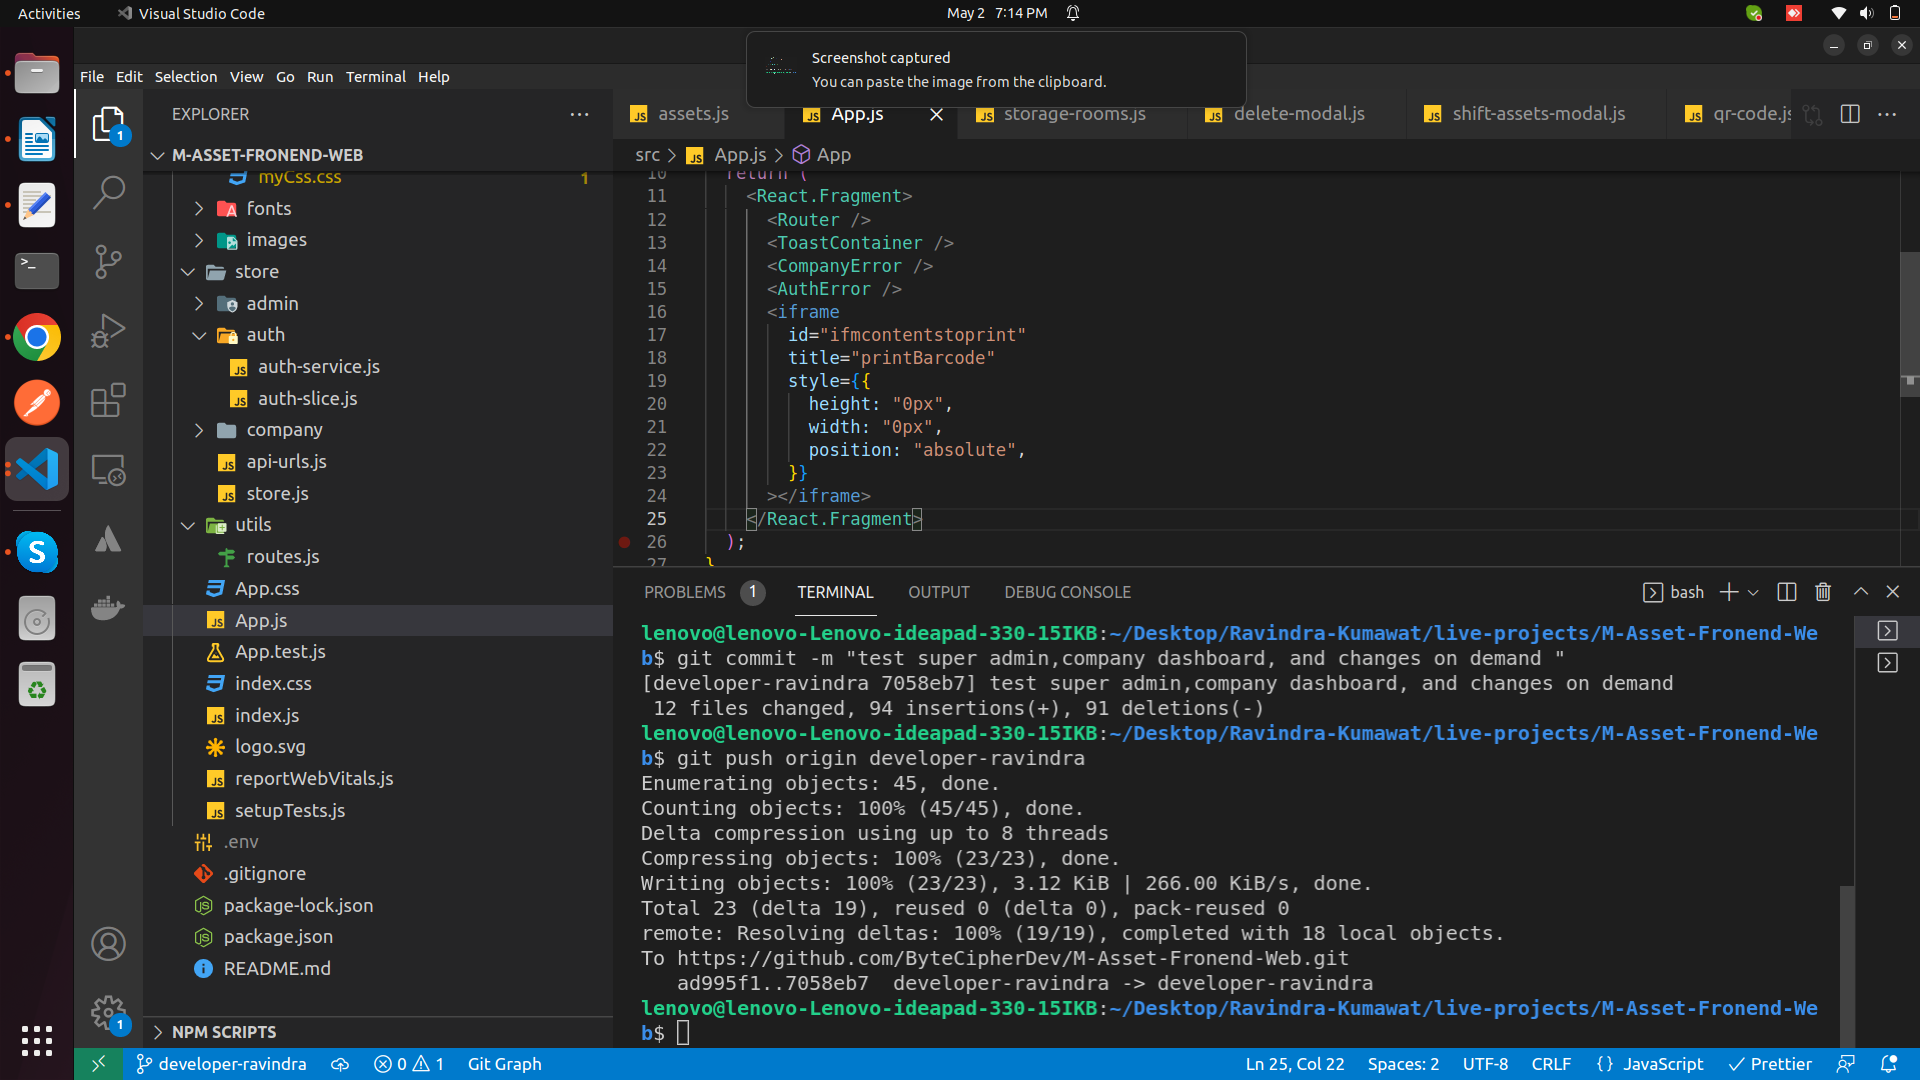 Activities
Visual Studio Code
May 2 7:14 PM
Screenshot captured
You can paste the image from the clipboard.
File Edit Selection View Go Run Terminal Help
EXPLORER
M-ASSET-FRONEND-WEB
myCss.css 1
fonts
images
store
admin
auth
auth-service.js
auth-slice.js
company
api-urls.js
store.js
utils
routes.js
App.css
App.js
App.test.js
index.css
index.js
logo.svg
reportWebVitals.js
setupTests.js
.env
.gitignore
package-lock.json
package.json
README.md
NPM SCRIPTS
1
1
assets.js
App.js
storage-rooms.js
delete-modal.js
shift-assets-modal.js
qr-code.js
src > App.js > App
10 return (
11 <React.Fragment>
12 <Router />
13 <ToastContainer />
14 <CompanyError />
15 <AuthError />
16 <iframe
17 id="ifmcontentstoprint"
18 title="printBarcode"
19 style={{
20 height: "0px",
21 width: "0px",
22 position: "absolute",
23 }}
24 ></iframe>
25 </React.Fragment>
26 );
27 }
PROBLEMS 1 TERMINAL OUTPUT DEBUG CONSOLE
bash
lenovo@lenovo-Lenovo-ideapad-330-15IKB:~/Desktop/Ravindra-Kumawat/live-projects/M-Asset-Fronend-We
b$ git commit -m "test super admin,company dashboard, and changes on demand "
[developer-ravindra 7058eb7] test super admin,company dashboard, and changes on demand
12 files changed, 94 insertions(+), 91 deletions(-)
lenovo@lenovo-Lenovo-ideapad-330-15IKB:~/Desktop/Ravindra-Kumawat/live-projects/M-Asset-Fronend-We
b$ git push origin developer-ravindra
Enumerating objects: 45, done.
Counting objects: 100% (45/45), done.
Delta compression using up to 8 threads
Compressing objects: 100% (23/23), done.
Writing objects: 100% (23/23), 3.12 KiB | 266.00 KiB/s, done.
Total 23 (delta 19), reused 0 (delta 0), pack-reused 0
remote: Resolving deltas: 100% (19/19), completed with 18 local objects.
To https://github.com/ByteCipherDev/M-Asset-Fronend-Web.git
ad995f1..7058eb7 developer-ravindra -> developer-ravindra
lenovo@lenovo-Lenovo-ideapad-330-15IKB:~/Desktop/Ravindra-Kumawat/live-projects/M-Asset-Fronend-We
b$
developer-ravindra 0 1 Git Graph
Ln 25, Col 22 Spaces: 2 UTF-8 CRLF {} JavaScript Prettier